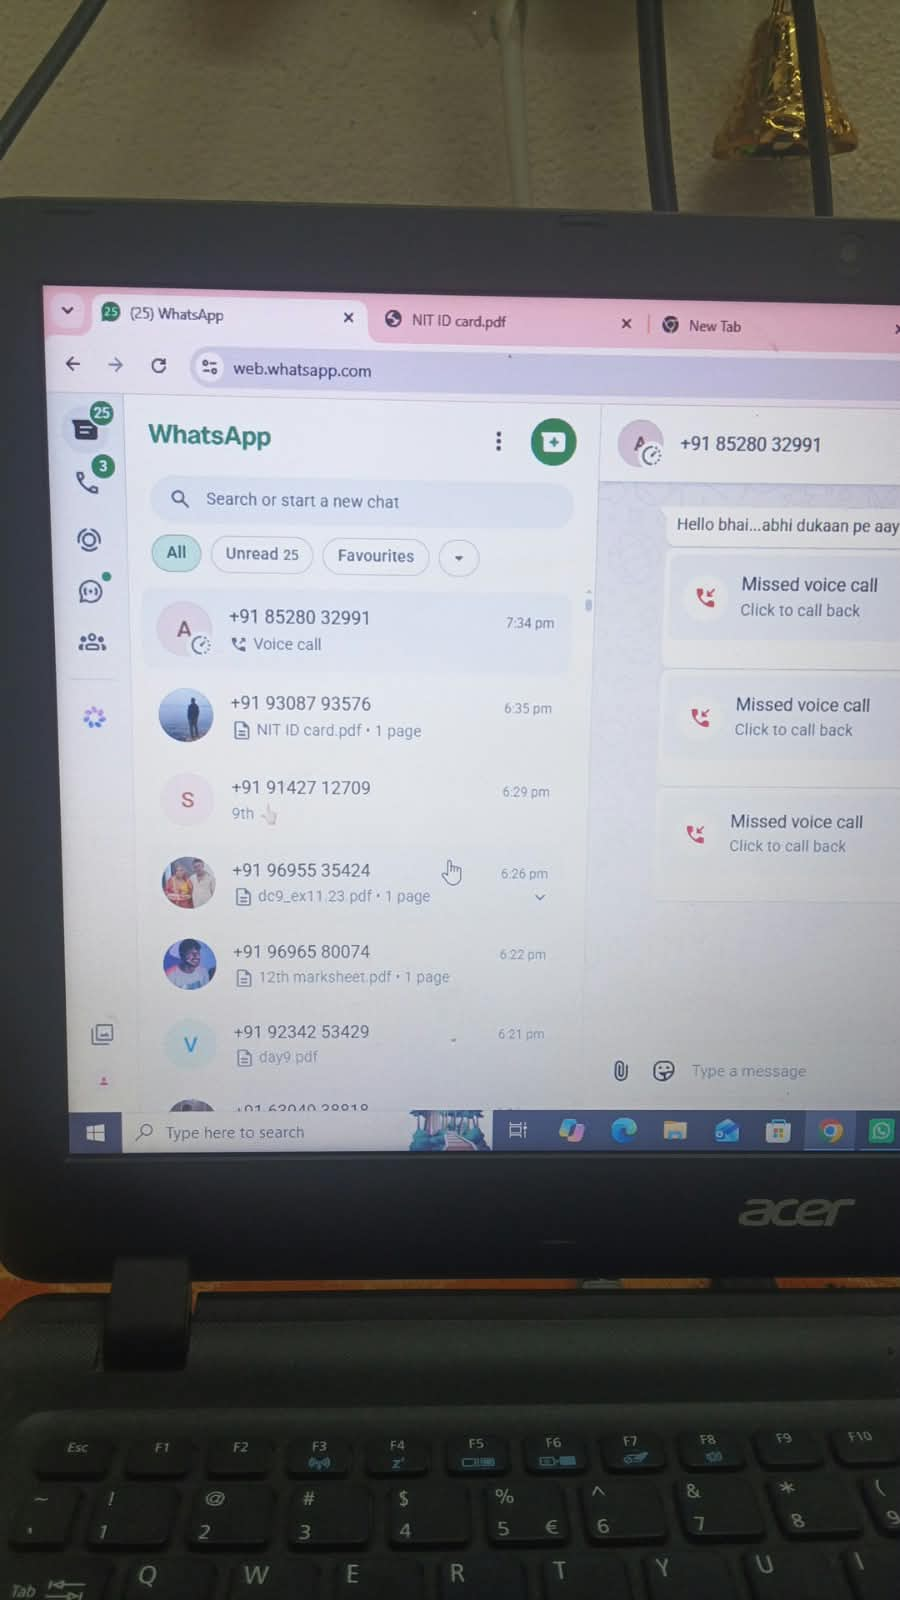 25 (25) WhatsApp
NIT ID card.pdf
New Tab
web.whatsapp.com
25
WhatsApp
+91 85280 32991
3
Search or start a new chat
Hello bhai...abhi dukaan pe aay
All
Unread 25
Favourites
Missed voice call
Click to call back
A
+91 85280 32991
7:34 pm
Voice call
+91 93087 93576
6:35 pm
NIT ID card.pdf • 1 page
Missed voice call
Click to call back
S
+91 91427 12709
6:29 pm
9th
Missed voice call
Click to call back
+91 96955 35424
6:26 pm
dc9_ex11.23.pdf • 1 page
+91 96965 80074
6:22 pm
12th marksheet.pdf • 1 page
V
+91 92342 53429
6:21 pm
day9.pdf
Type a message
Type here to search
acer
Esc F1 F2 F3 F4 F5 F6 F7 F8 F9 F10
~ ! @ # $ % ^ & * (
1 2 3 4 5 € 6 7 8 9
Tab Q W E R T Y U I